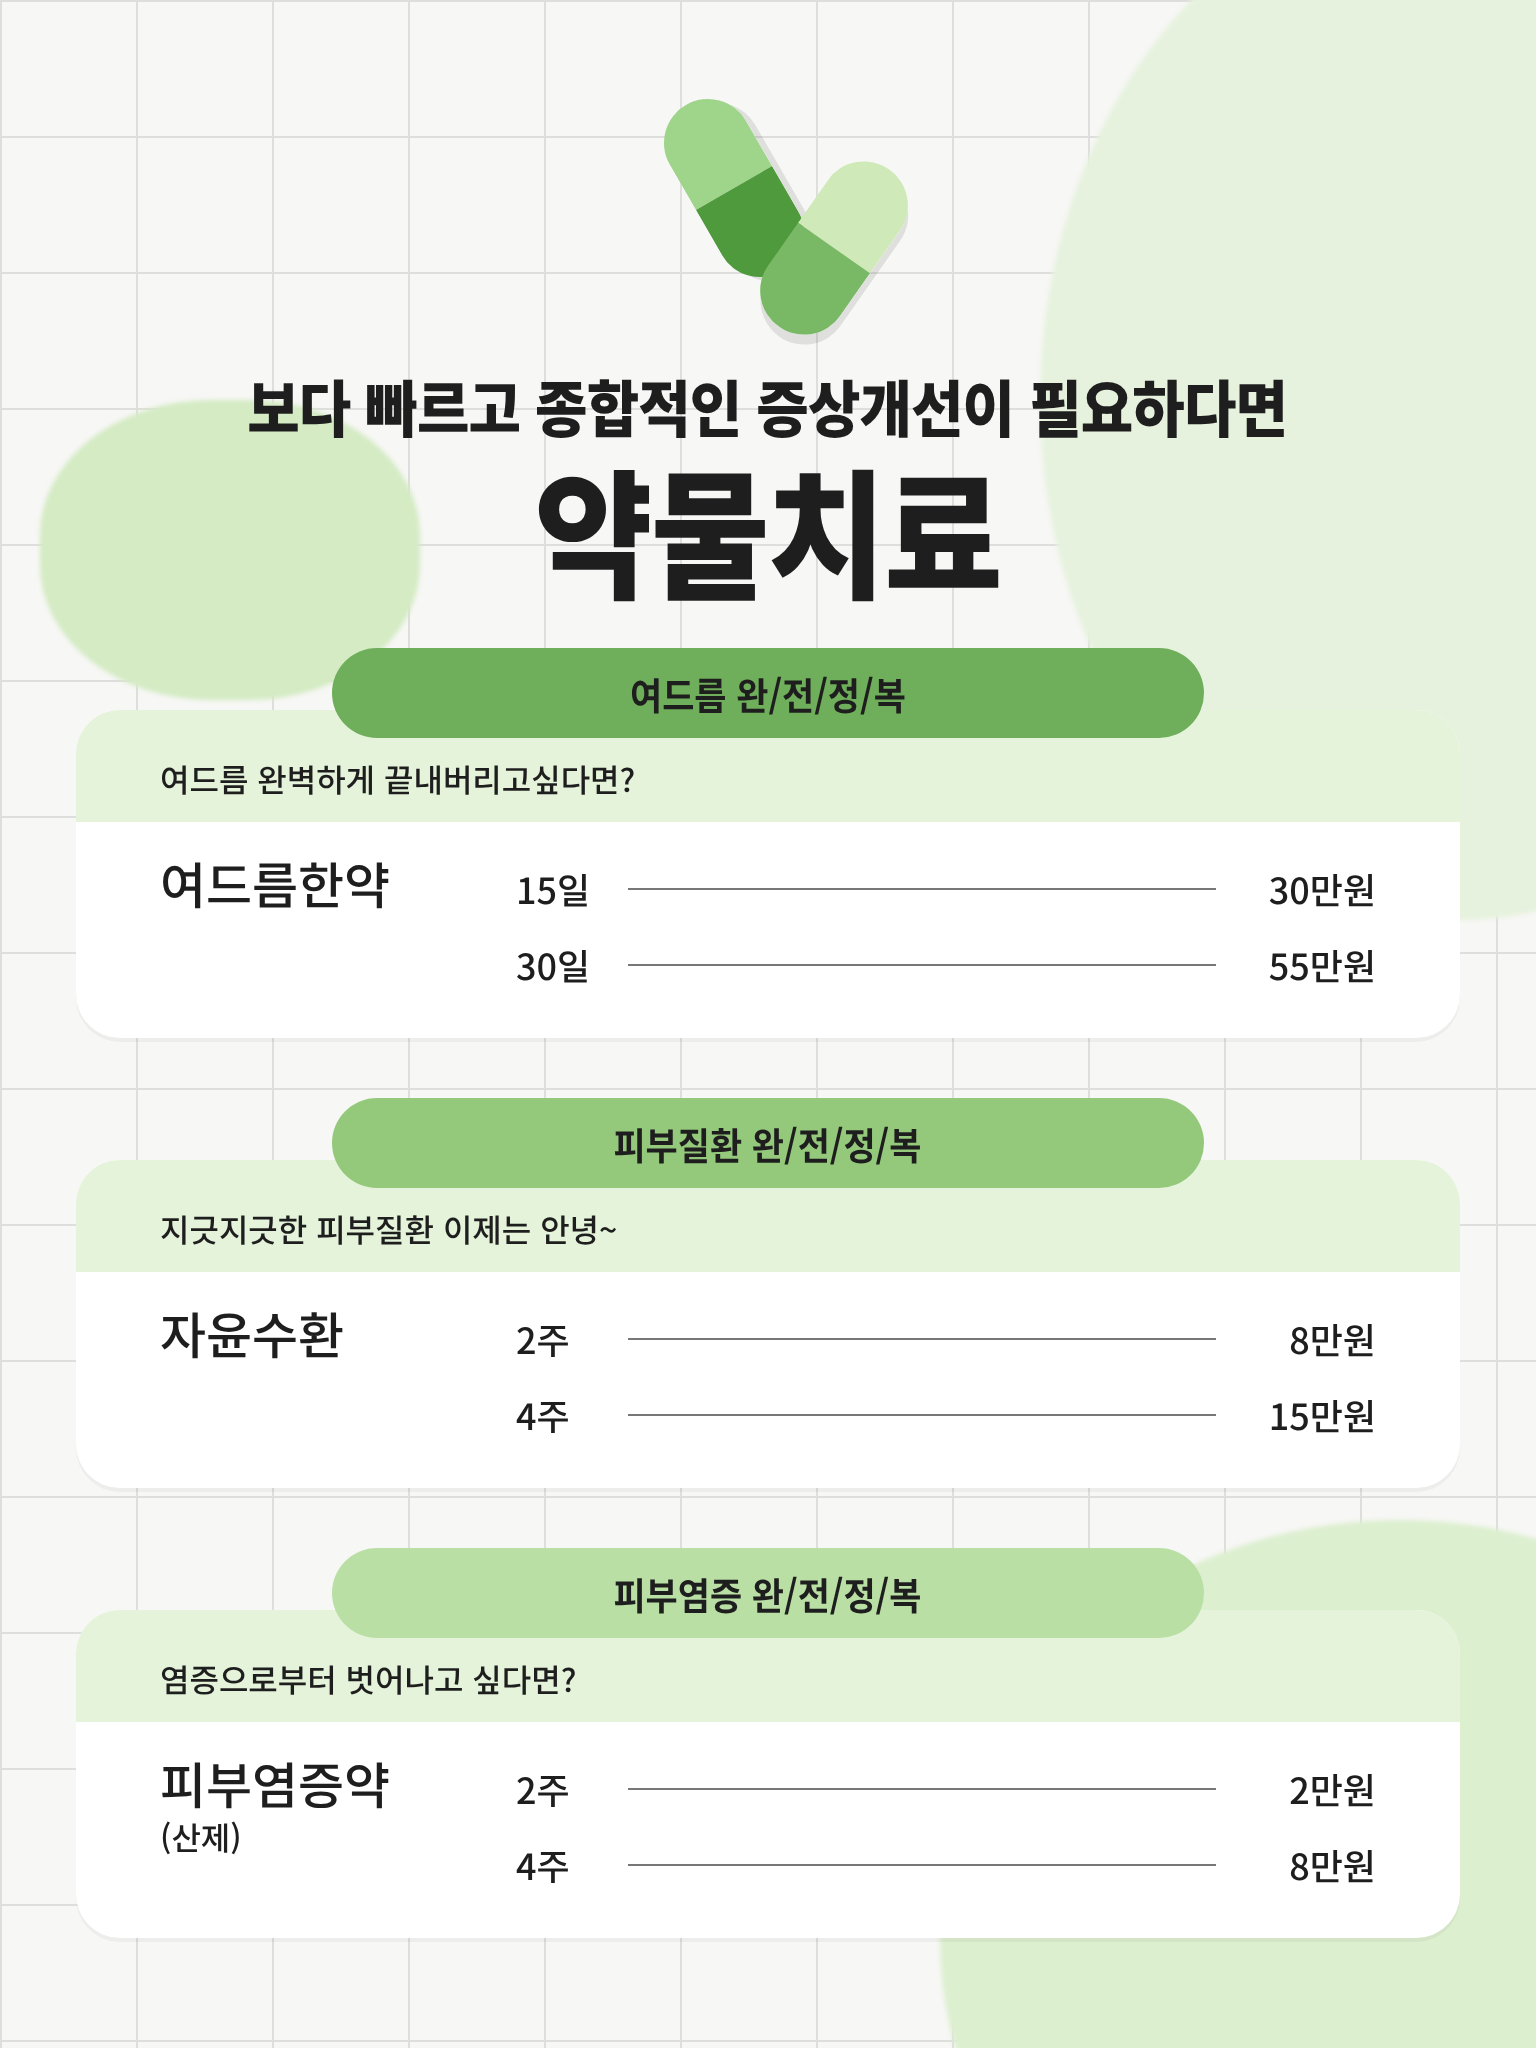 보다 빠르고 종합적인 증상개선이 필요하다면
약물치료
여드름 완/전/정/복
여드름 완벽하게 끝내버리고싶다면?
여드름한약 15일 30만원
30일 55만원
피부질환 완/전/정/복
지긋지긋한 피부질환 이제는 안녕~
자윤수환 2주 8만원
4주 15만원
피부염증 완/전/정/복
염증으로부터 벗어나고 싶다면?
피부염증약 2주 2만원
(산제)
4주 8만원